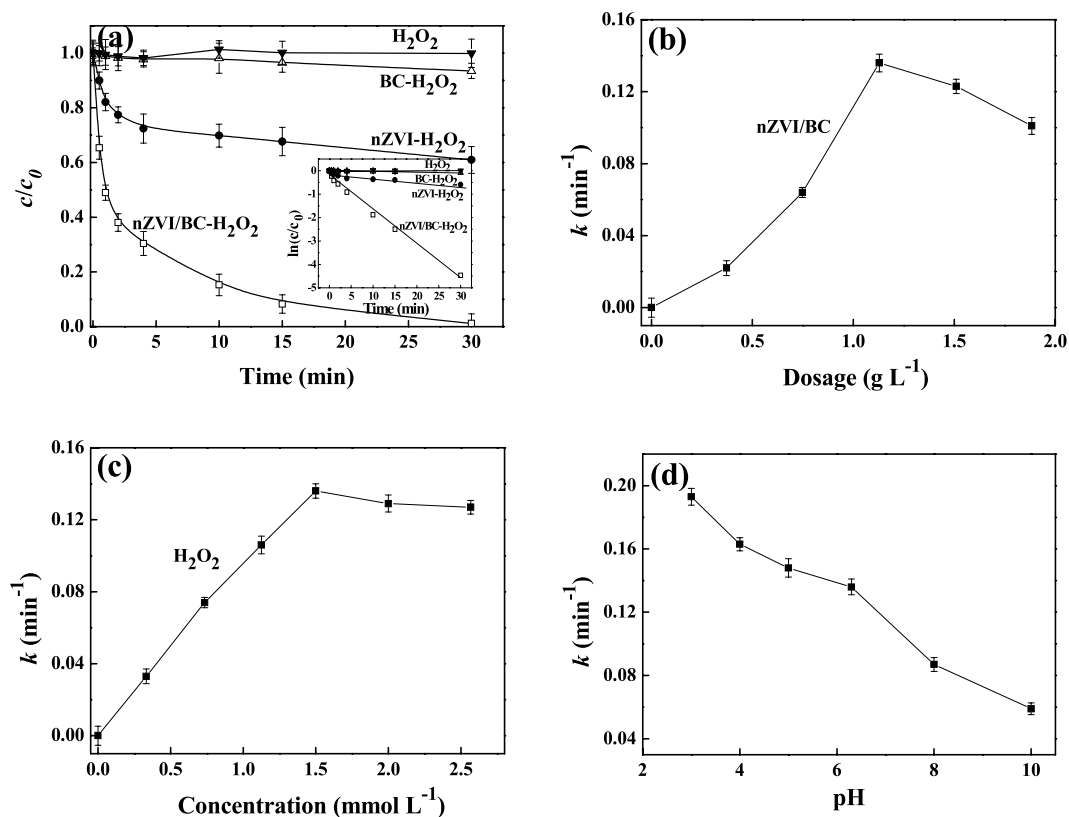 (a)
H2O2
BC-H2O2
nZVI-H2O2
nZVI/BC-H2O2
c/c0
1.0
0.8
0.6
0.4
0.2
0.0
0 5 10 15 20 25 30
Time (min)
H2O2
BC-H2O2
nZVI-H2O2
nZVI/BC-H2O2
ln(c/c0)
0
-1
-2
-3
-4
-5
0 5 10 15 20 25 30
Time (min)
(b)
nZVI/BC
k (min-1)
0.16
0.12
0.08
0.04
0.00
0.0 0.5 1.0 1.5 2.0
Dosage (g L-1)
(c)
H2O2
k (min-1)
0.16
0.12
0.08
0.04
0.00
0.0 0.5 1.0 1.5 2.0 2.5
Concentration (mmol L-1)
(d)
k (min-1)
0.20
0.16
0.12
0.08
0.04
2 4 6 8 10
pH